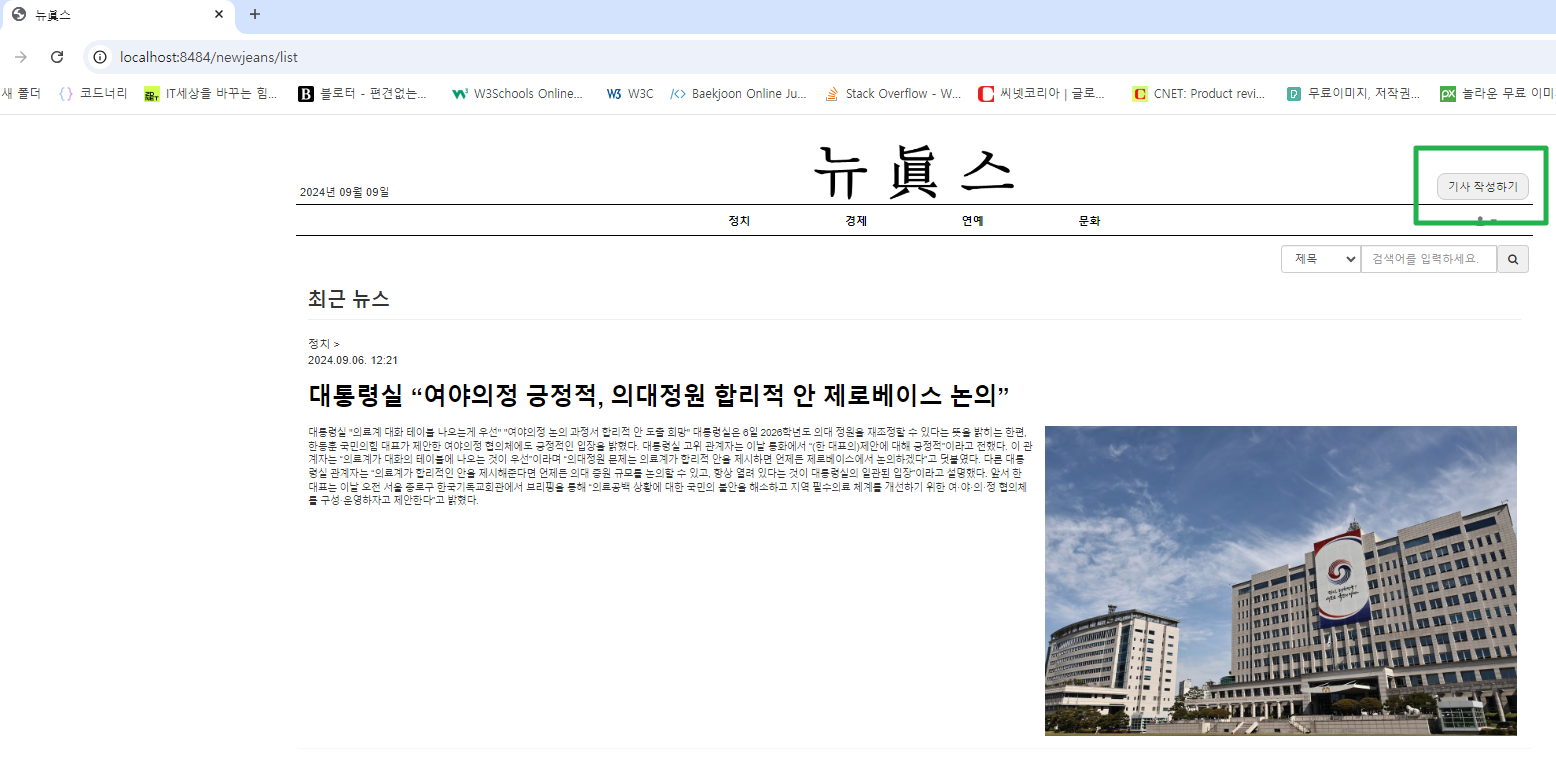 뉴眞스
localhost:8484/newjeans/list
새 폴더
코드너리
IT세상을 바꾸는 힘...
블로터 - 편견없는...
W3Schools Online...
W3C
Baekjoon Online Ju...
Stack Overflow - W...
씨넷코리아 | 글로...
CNET: Product revi...
무료이미지, 저작권...
놀라운 무료 이미
뉴眞스
2024년 09월 09일
기사 작성하기
정치
경제
연예
문화
제목
검색어를 입력하세요.
최근 뉴스
정치 >
2024.09.06. 12:21
대통령실 “여야의정 긍정적, 의대정원 합리적 안 제로베이스 논의”
대통령실 "의료계 대화 테이블 나오는게 우선" "여야의정 논의 과정서 합리적 안 도출 희망" 대통령실은 6일 2026학년도 의대 정원을 재조정할 수 있다는 뜻을 밝히는 한편,
한동훈 국민의힘 대표가 제안한 여야의정 협의체에도 긍정적인 입장을 밝혔다. 대통령실 고위 관계자는 이날 통화에서 “(한 대표의)제안에 대해 긍정적”이라고 전했다. 이 관
계자는 “의료계가 대화의 테이블에 나오는 것이 우선”이라며 “의대정원 문제는 의료계가 합리적 안을 제시하면 언제든 제로베이스에서 논의하겠다”고 덧붙였다. 다른 대통
령실 관계자는 “의료계가 합리적인 안을 제시해준다면 언제든 의대 증원 규모를 논의할 수 있고, 항상 열려 있다는 것이 대통령실의 일관된 입장”이라고 설명했다. 앞서 한
대표는 이날 오전 서울 종로구 한국기독교회관에서 브리핑을 통해 “의료공백 상황에 대한 국민의 불안을 해소하고 지역 필수의료 체계를 개선하기 위한 여·야·의·정 협의체
를 구성·운영하자고 제안한다”고 밝혔다.